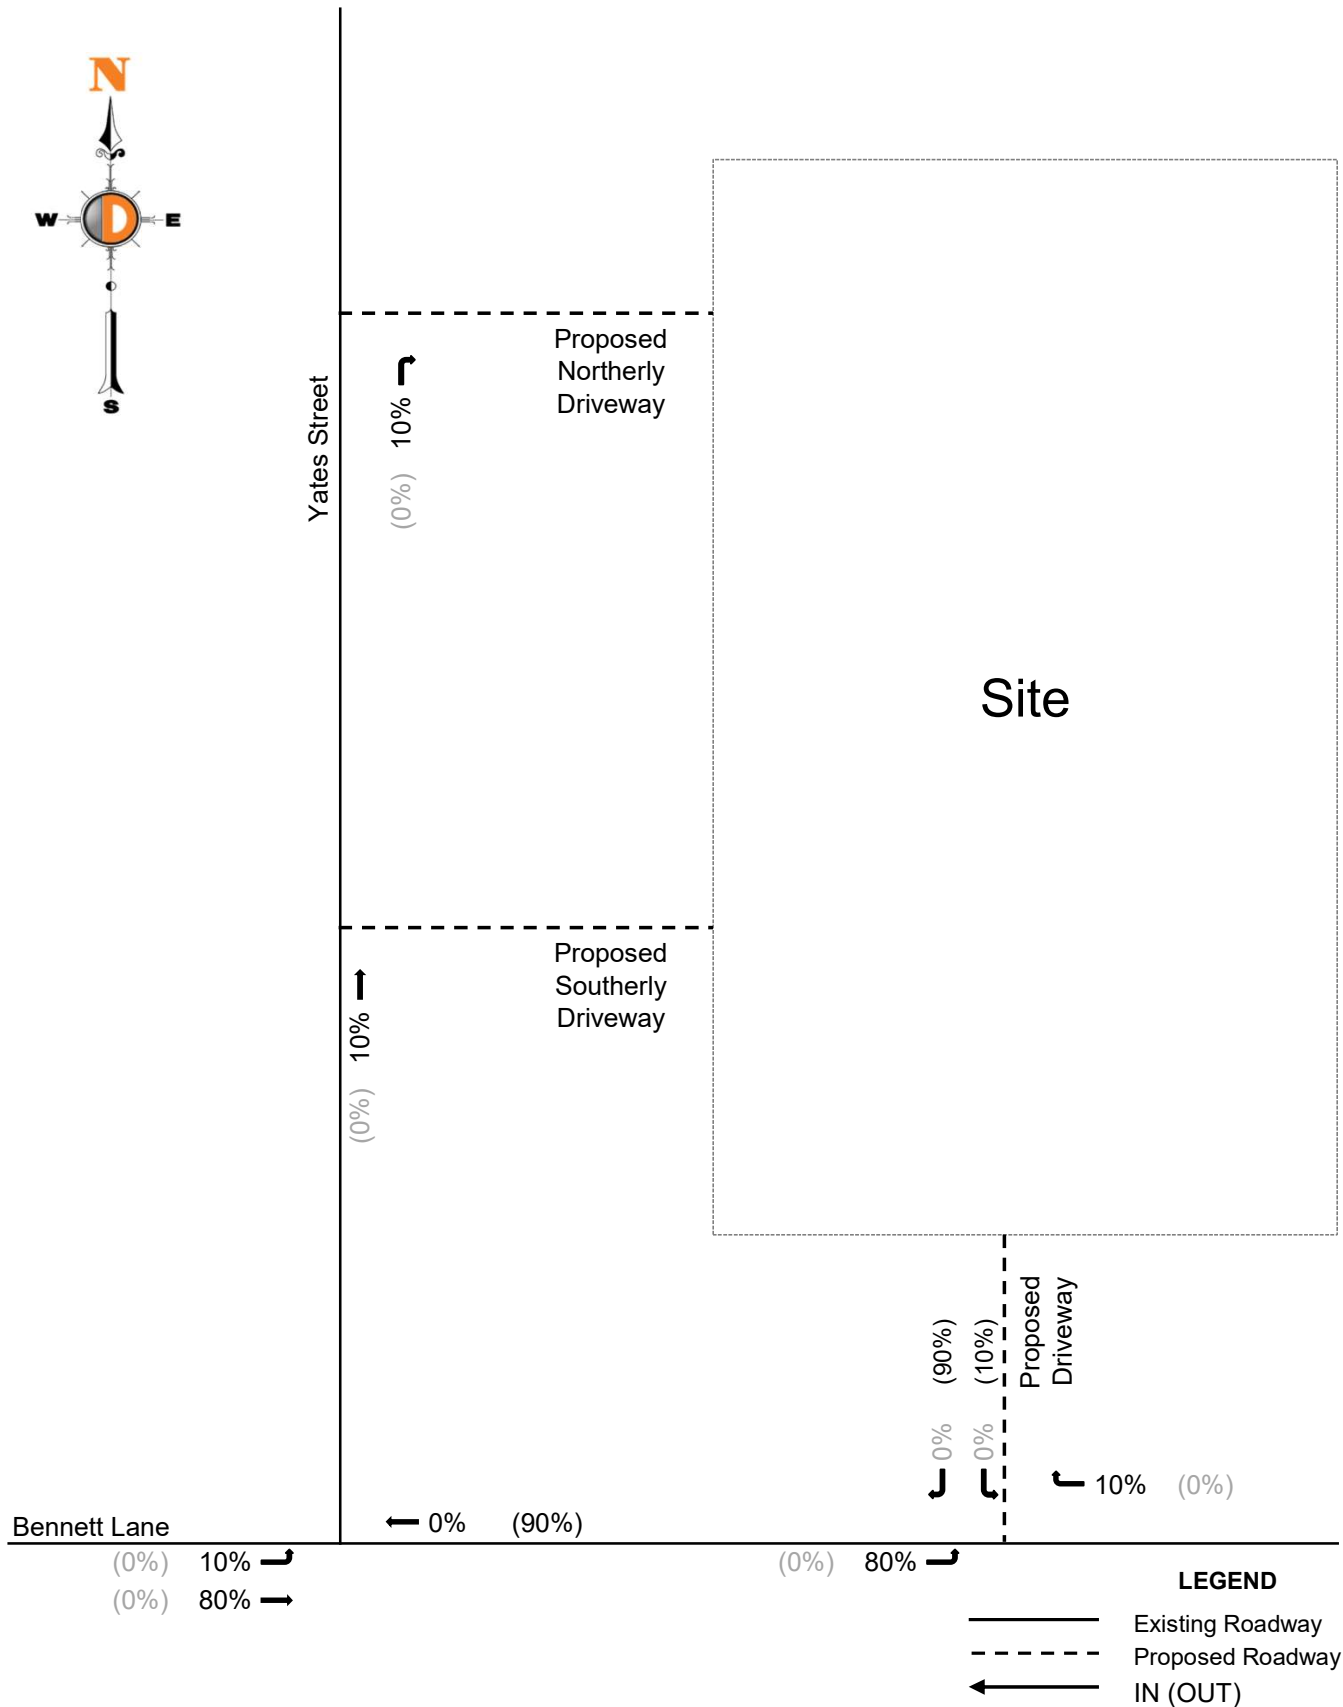 N
W
D
E
S
Yates Street
10%
(0%)
Proposed
Northerly
Driveway
Site
Proposed
Southerly
Driveway
10%
(0%)
(90%)
0%
(10%)
0%
Proposed
Driveway
10% (0%)
Bennett Lane
0% (90%)
(0%) 10%
(0%) 80%
(0%) 80%
LEGEND
Existing Roadway
Proposed Roadway
IN (OUT)